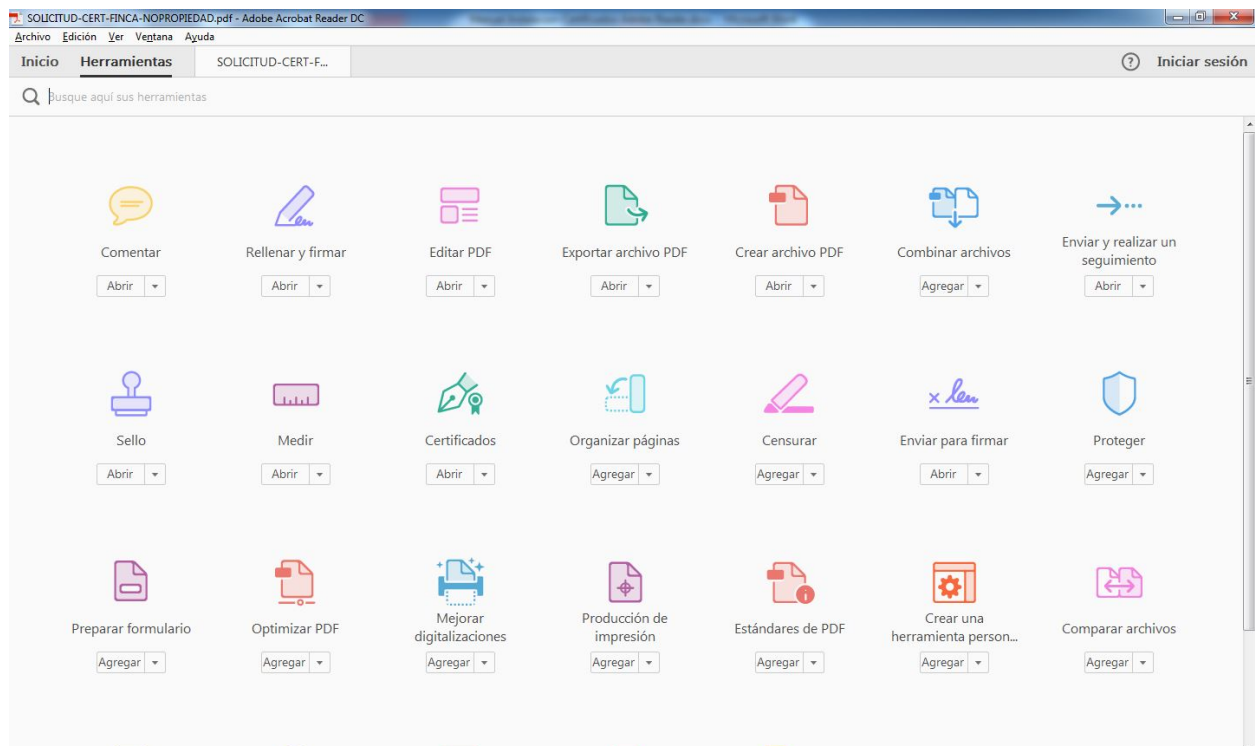 SOLICITUD-CERT-FINCA-NOPROPIEDAD.pdf - Adobe Acrobat Reader DC
Archivo Edición Ver Ventana Ayuda
Inicio Herramientas SOLICITUD-CERT-F... ? Iniciar sesión
Busque aquí sus herramientas
Comentar Rellenar y firmar Editar PDF Exportar archivo PDF Crear archivo PDF Combinar archivos Enviar y realizar un
seguimiento
Abrir Abrir Abrir Abrir Abrir Agregar Abrir
Sello Medir Certificados Organizar páginas Censurar Enviar para firmar Proteger
Abrir Abrir Abrir Agregar Agregar Abrir Agregar
Preparar formulario Optimizar PDF Mejorar
digitalizaciones Producción de
impresión Estándares de PDF Crear una
herramienta person... Comparar archivos
Agregar Agregar Agregar Agregar Agregar Agregar Agregar